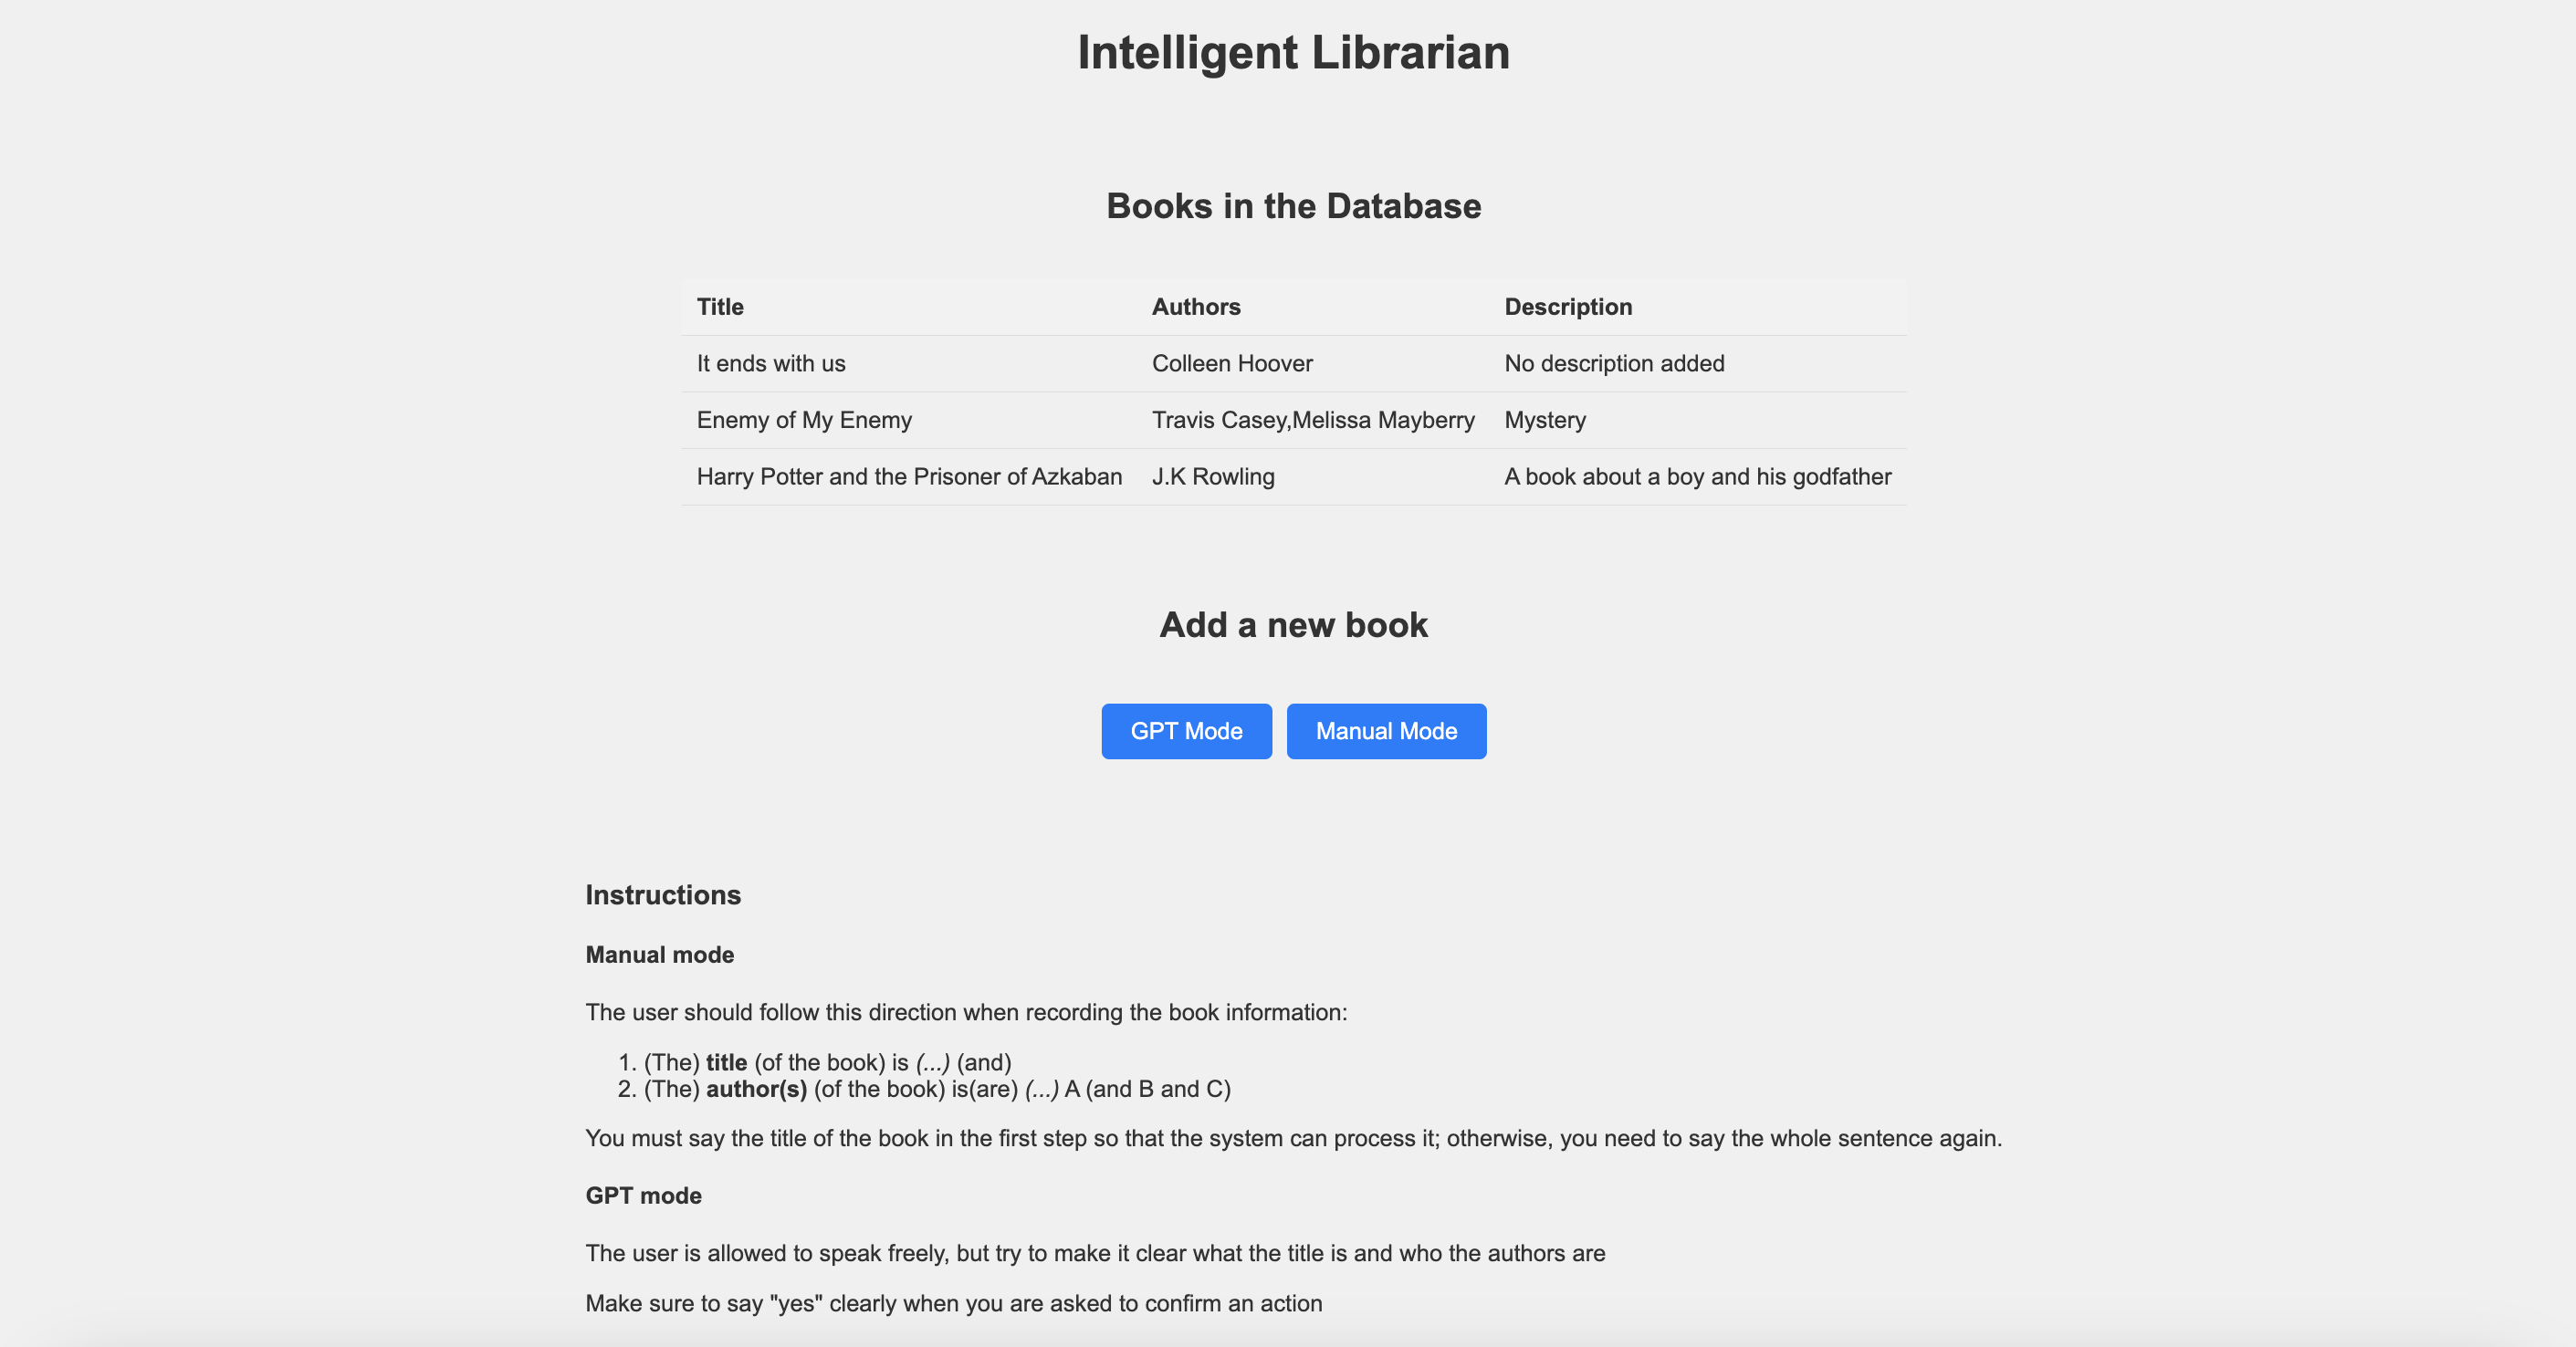 Intelligent Librarian
Books in the Database
Title Authors Description
It ends with us Colleen Hoover No description added
Enemy of My Enemy Travis Casey,Melissa Mayberry Mystery
Harry Potter and the Prisoner of Azkaban J.K Rowling A book about a boy and his godfather
Add a new book
GPT Mode Manual Mode
Instructions
Manual mode
The user should follow this direction when recording the book information:
1. (The) title (of the book) is (...) (and)
2. (The) author(s) (of the book) is(are) (...) A (and B and C)
You must say the title of the book in the first step so that the system can process it; otherwise, you need to say the whole sentence again.
GPT mode
The user is allowed to speak freely, but try to make it clear what the title is and who the authors are
Make sure to say "yes" clearly when you are asked to confirm an action